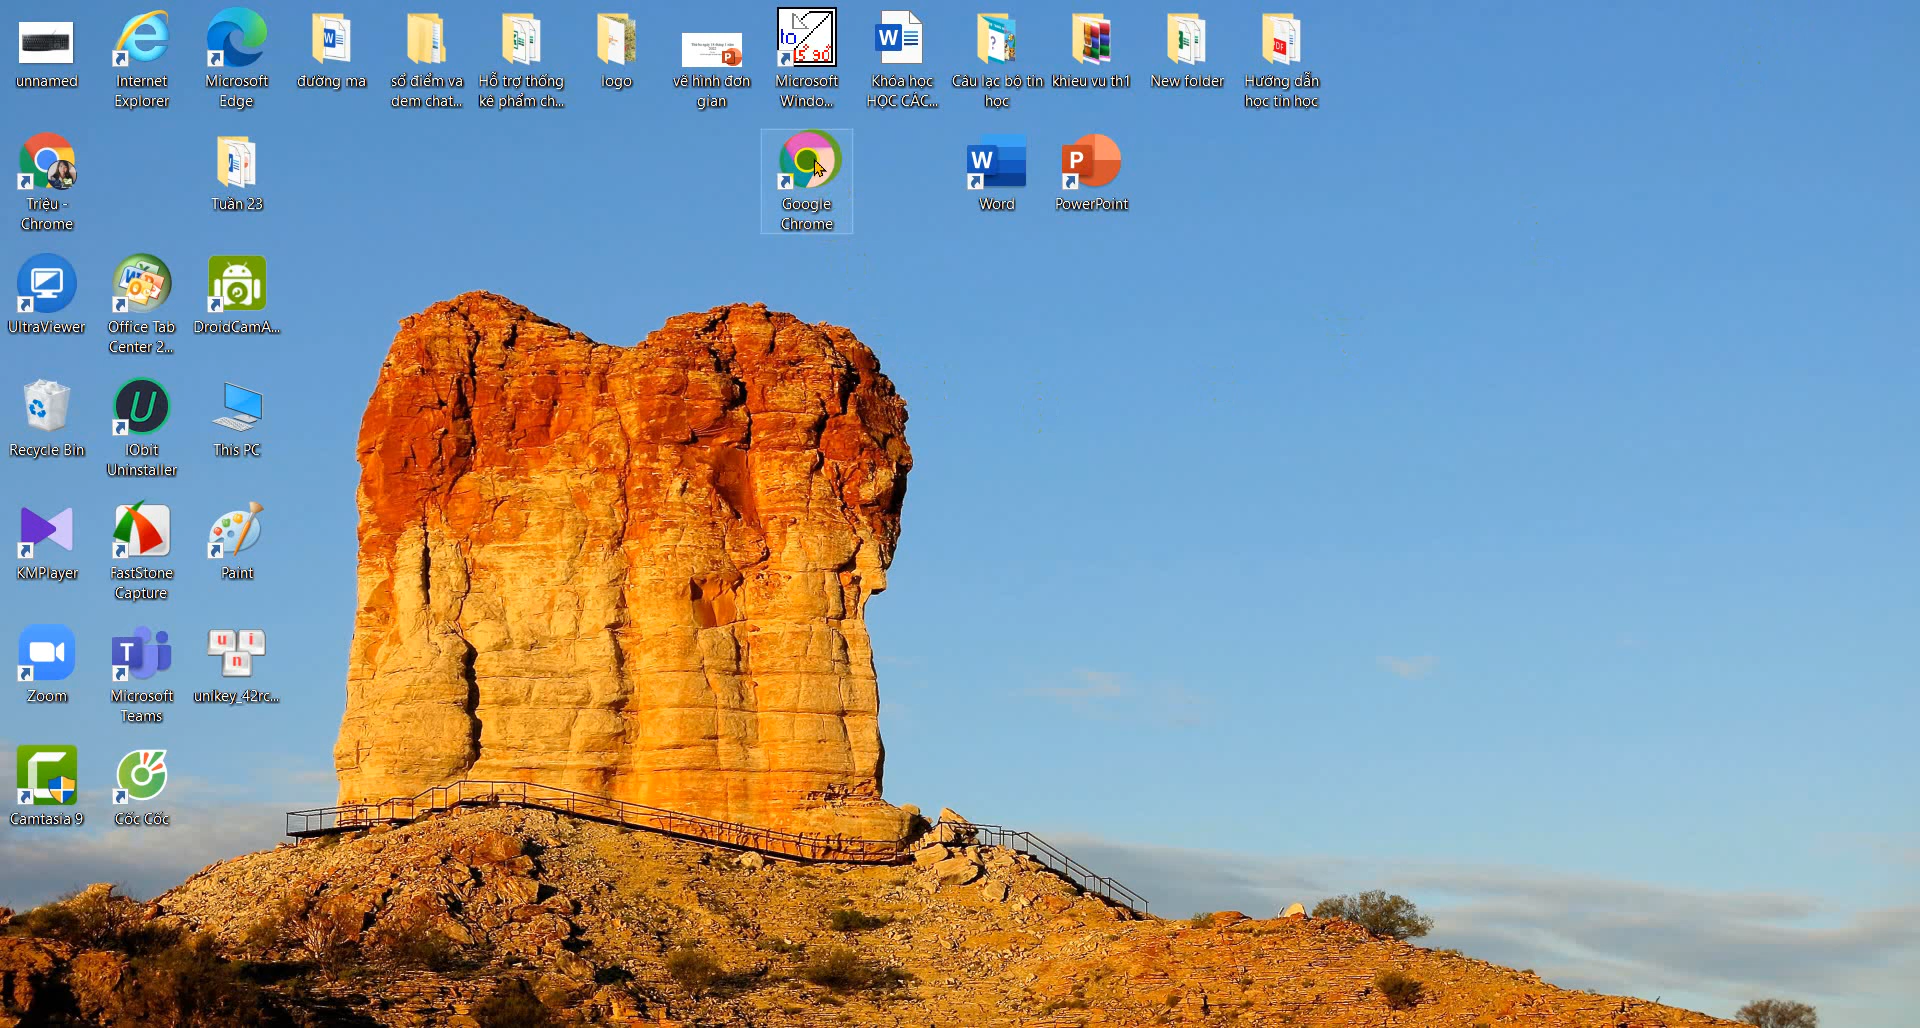 unnamed
Internet
Explorer
Microsoft
Edge
đường ma
sổ điểm va
dem chat...
Hỗ trợ thống
kê phẩm ch...
logo
vẽ hình đơn
gian
Microsoft
Windo...
Khóa học
HỌC CÁC...
Câu lạc bộ tin
học
khieu vu th1
New folder
Hướng dẫn
học tin học
Triệu -
Chrome
Tuần 23
Google
Chrome
Word
PowerPoint
UltraViewer
Office Tab
Center 2...
DroidCamA...
Recycle Bin
IObit
Uninstaller
This PC
KMPlayer
FastStone
Capture
Paint
Zoom
Microsoft
Teams
unikey_42rc...
Camtasia 9
Cốc Cốc